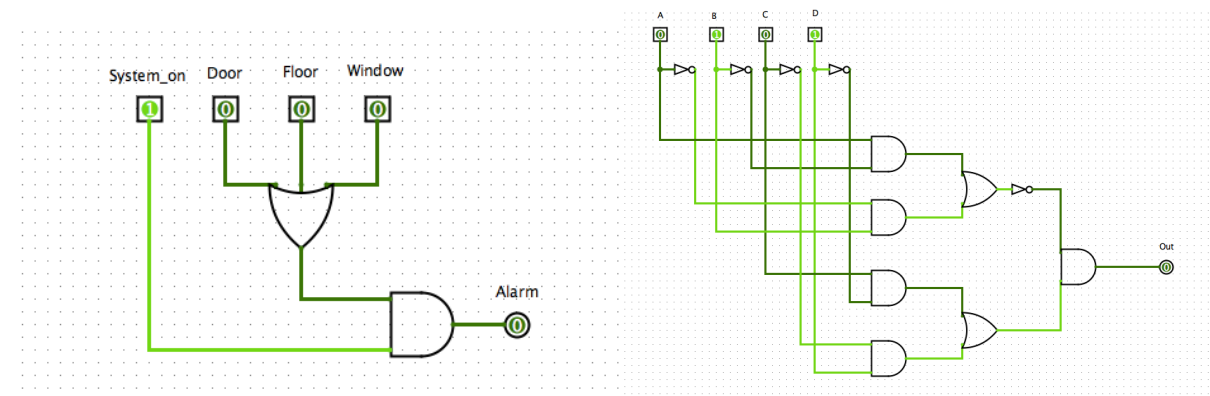 System_on Door Floor Window
1 0 0 0
Alarm
0
A B C D
0 1 0 1
Out
0